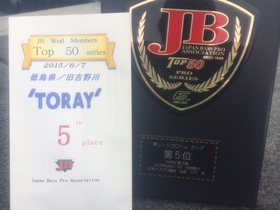 JB West Members
Top 50 series
2015/6/7
徳島県／旧吉野川
"TORAY"
5th
place
JB
Japan Bass Pro Association
JB
JAPAN BASS PRO
ASSOCIATION
TOP 50
PRO
SERIES
第5位